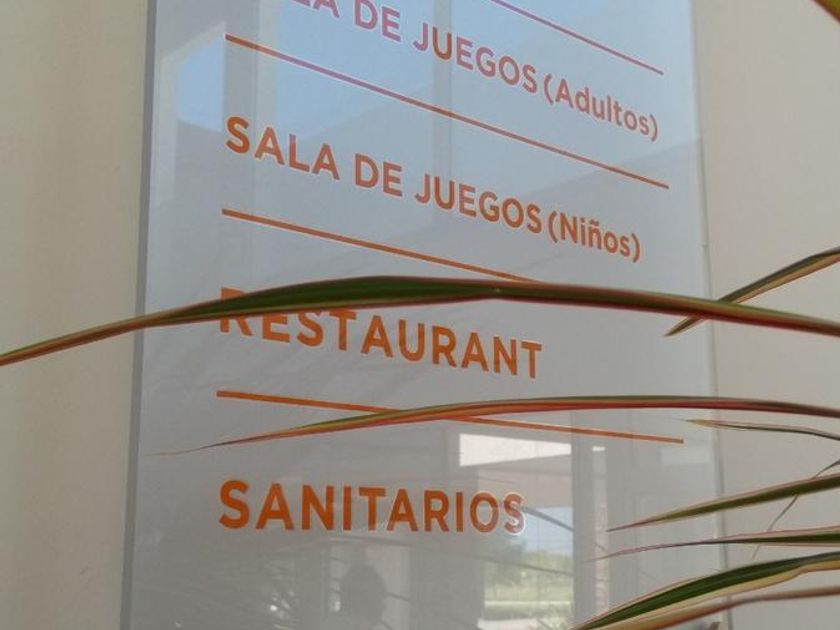 SALA DE JUEGOS (Adultos)
SALA DE JUEGOS (Niños)
RESTAURANT
SANITARIOS